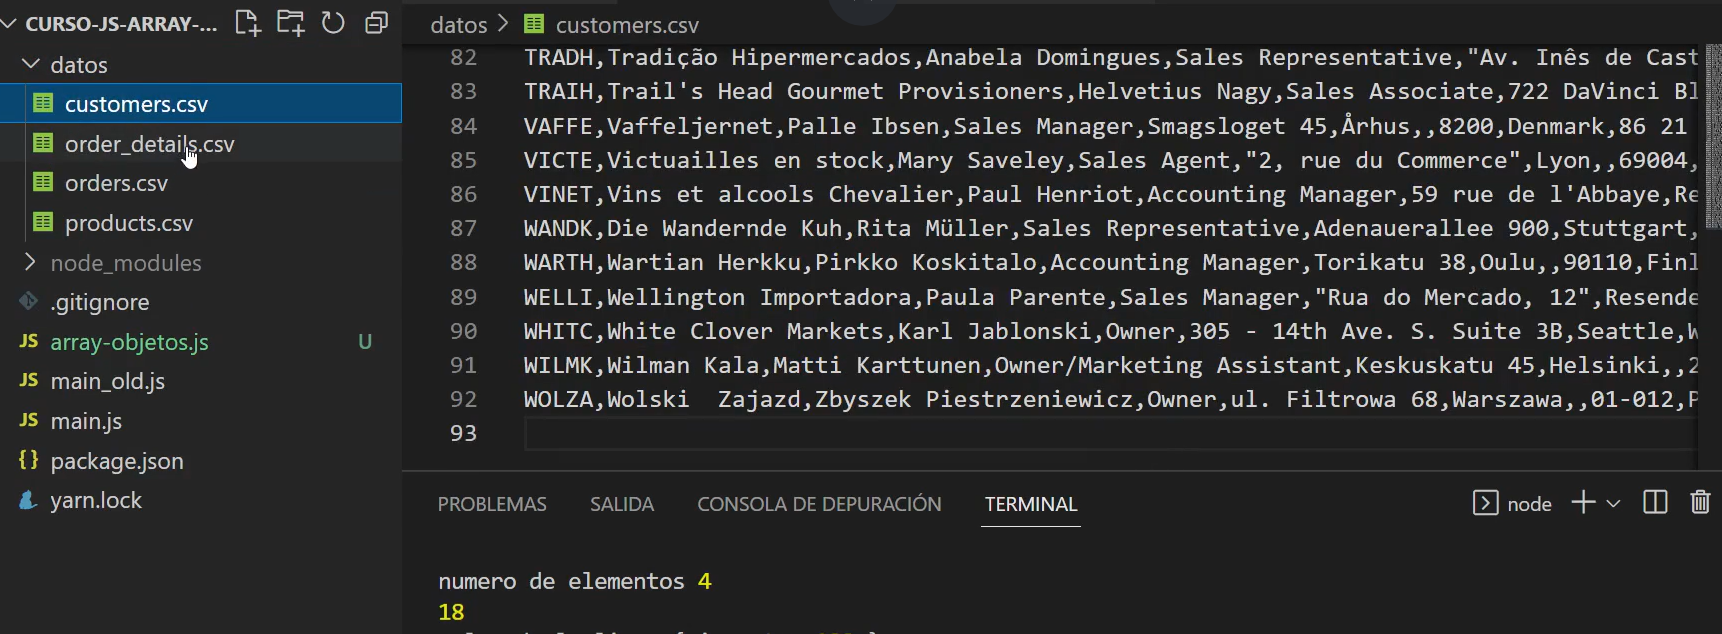 CURSO-JS-ARRAY-...
datos
customers.csv
order_details.csv
orders.csv
products.csv
node_modules
.gitignore
JS array-objetos.js U
JS main_old.js
JS main.js
{} package.json
yarn.lock
datos > customers.csv
82 TRADH,Tradição Hipermercados,Anabela Domingues,Sales Representative,"Av. Inês de Cast
83 TRAIH,Trail's Head Gourmet Provisioners,Helvetius Nagy,Sales Associate,722 DaVinci Bl
84 VAFFE,Vaffeljernet,Palle Ibsen,Sales Manager,Smagsloget 45,Århus,,8200,Denmark,86 21
85 VICTE,Victuailles en stock,Mary Saveley,Sales Agent,"2, rue du Commerce",Lyon,,69004,
86 VINET,Vins et alcools Chevalier,Paul Henriot,Accounting Manager,59 rue de l'Abbaye,Re
87 WANDK,Die Wandernde Kuh,Rita Müller,Sales Representative,Adenauerallee 900,Stuttgart,
88 WARTH,Wartian Herkku,Pirkko Koskitalo,Accounting Manager,Torikatu 38,Oulu,,90110,Finl
89 WELLI,Wellington Importadora,Paula Parente,Sales Manager,"Rua do Mercado, 12",Resende
90 WHITC,White Clover Markets,Karl Jablonski,Owner,305 - 14th Ave. S. Suite 3B,Seattle,W
91 WILMK,Wilman Kala,Matti Karttunen,Owner/Marketing Assistant,Keskuskatu 45,Helsinki,,2
92 WOLZA,Wolski  Zajazd,Zbyszek Piestrzeniewicz,Owner,ul. Filtrowa 68,Warszawa,,01-012,P
93
PROBLEMAS SALIDA CONSOLA DE DEPURACIÓN TERMINAL node
numero de elementos 4
18